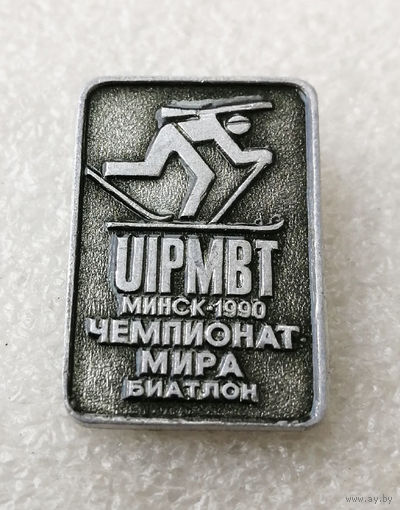 UIPMBT
МИНСК-1990
ЧЕМПИОНАТ
МИРА
БИАТЛОН
www.ay.by